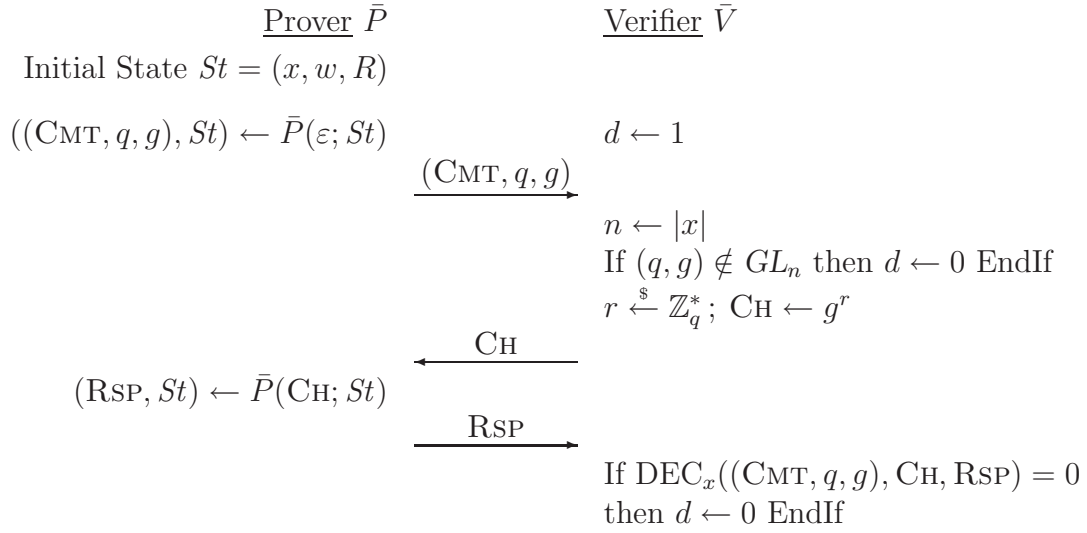 Prover P̄ Verifier V̄
Initial State St = (x, w, R)
((CMT, q, g), St) ← P̄(ε; St) d ← 1
(CMT, q, g)
n ← |x|
If (q, g) ∉ GL_n then d ← 0 EndIf
r ←$ ℤ*_q ; CH ← g^r
CH
(RSP, St) ← P̄(CH; St)
RSP
If DEC_x((CMT, q, g), CH, RSP) = 0
then d ← 0 EndIf